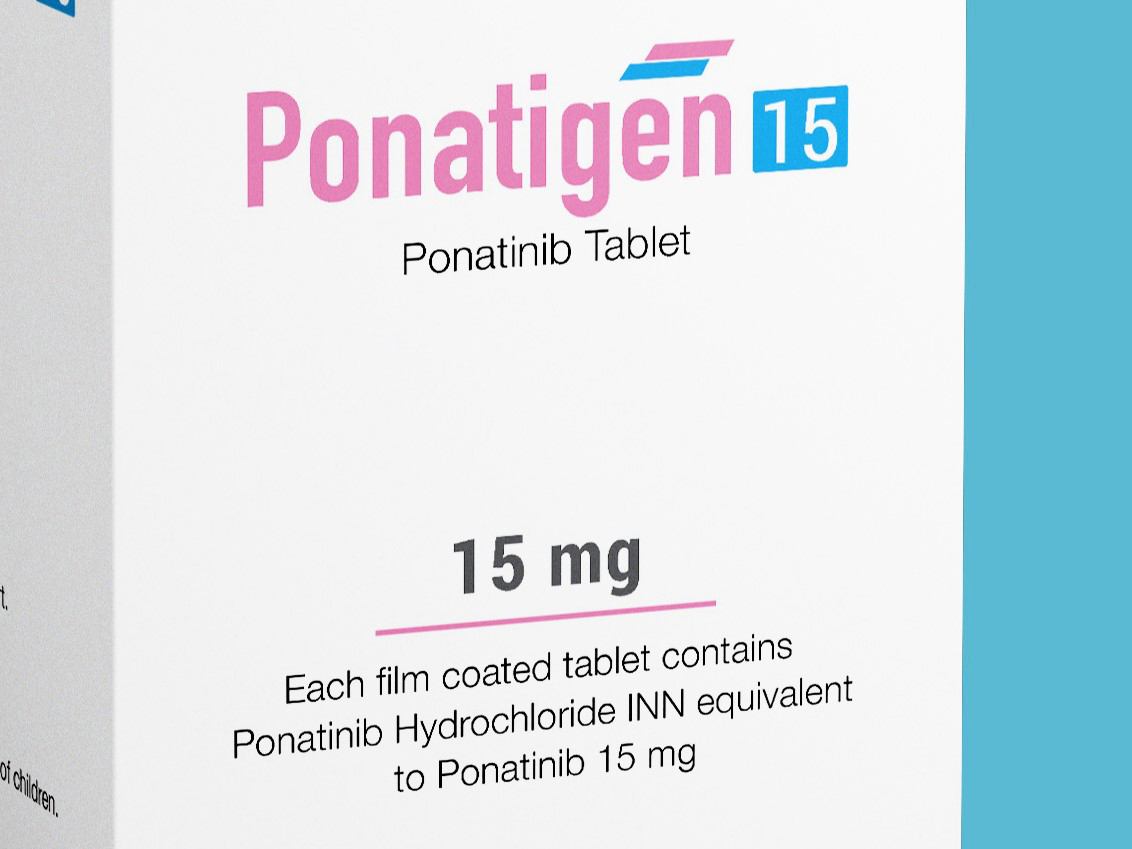 Ponatigen 15
Ponatinib Tablet
15 mg
Each film coated tablet contains
Ponatinib Hydrochloride INN equivalent
to Ponatinib 15 mg
of children.